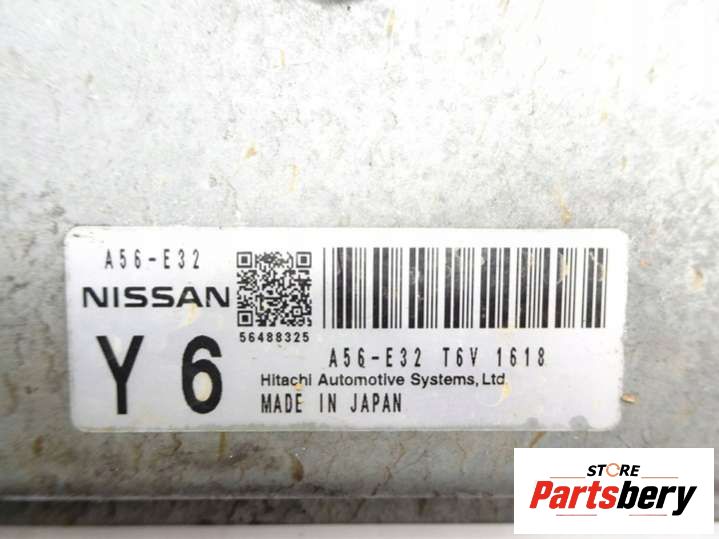 A56-E32
NISSAN
Y 6
56488325
A56-E32 T6V 1618
Hitachi Automotive Systems, Ltd.
MADE IN JAPAN
STORE
Partsbery